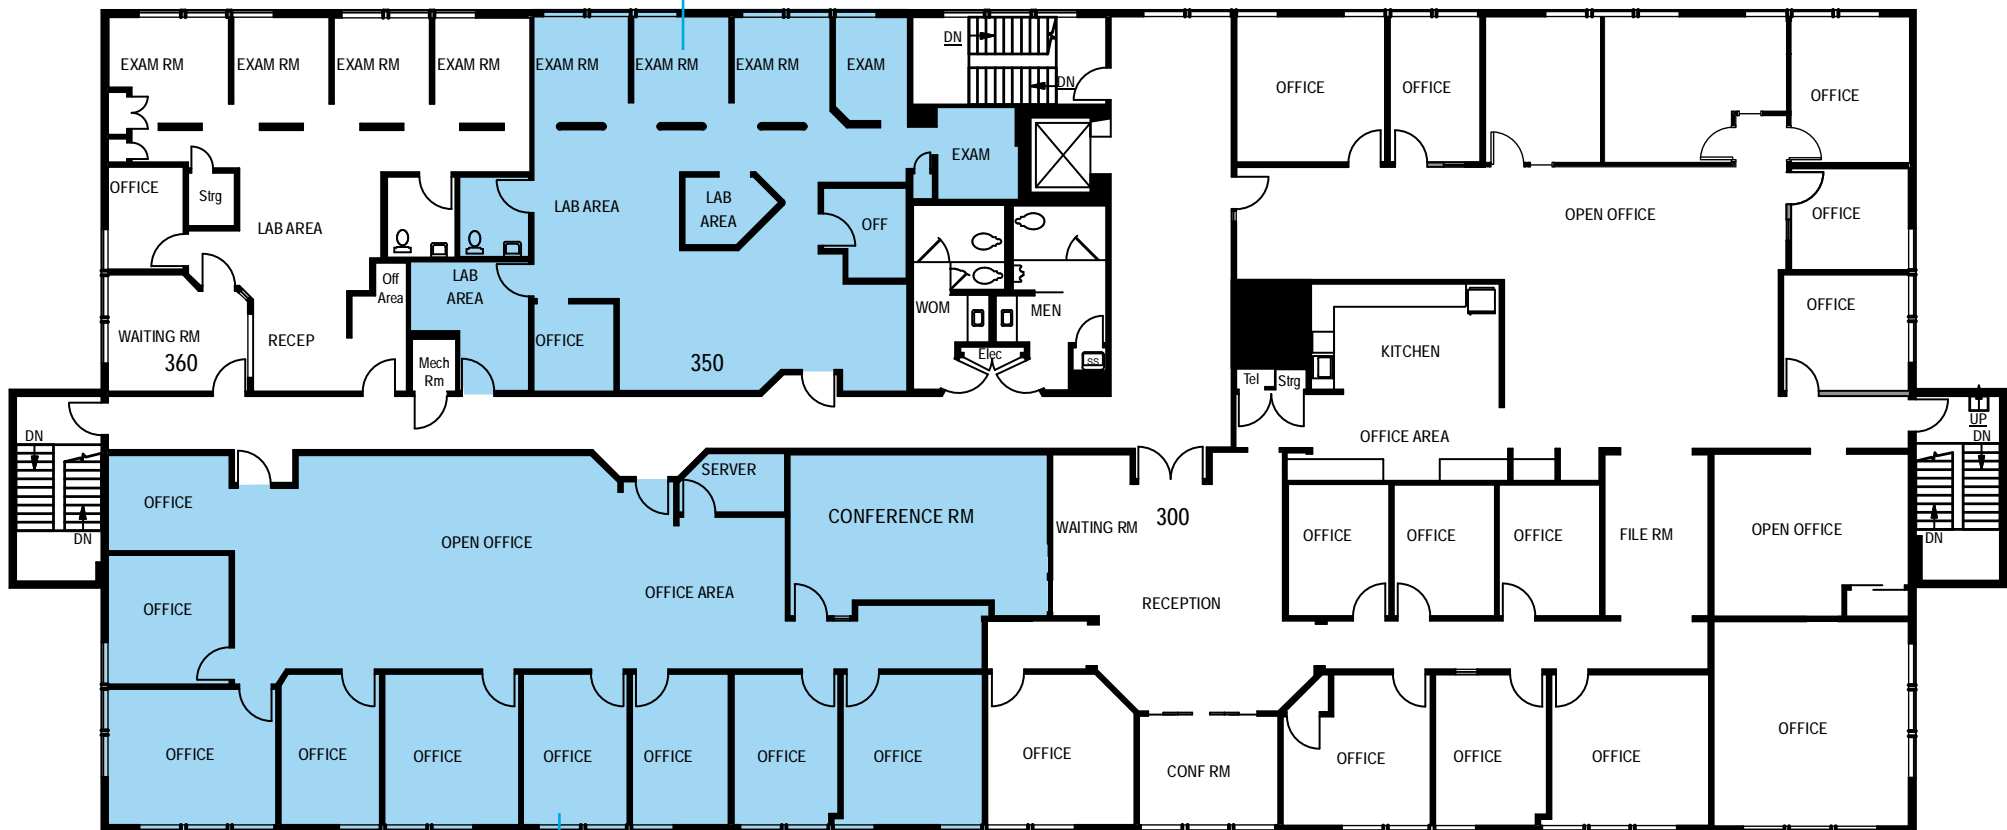 DN
DN
EXAM RM
EXAM RM
EXAM RM
EXAM RM
EXAM RM
EXAM RM
EXAM RM
EXAM
OFFICE
OFFICE
OFFICE
EXAM
OFFICE
Strg
LAB AREA
LAB AREA
LAB
AREA
OFF
OPEN OFFICE
OFFICE
LAB
AREA
Off
Area
WAITING RM
360
RECEP
Mech
Rm
OFFICE
350
WOM
MEN
Elec
SS
KITCHEN
OFFICE
Tel
Strg
OFFICE AREA
UP
DN
DN
DN
DN
OFFICE
SERVER
OPEN OFFICE
CONFERENCE RM
WAITING RM
300
OFFICE
OFFICE
OFFICE
FILE RM
OPEN OFFICE
OFFICE
OFFICE AREA
RECEPTION
OFFICE
OFFICE
OFFICE
OFFICE
OFFICE
OFFICE
OFFICE
OFFICE
CONF RM
OFFICE
OFFICE
OFFICE
OFFICE